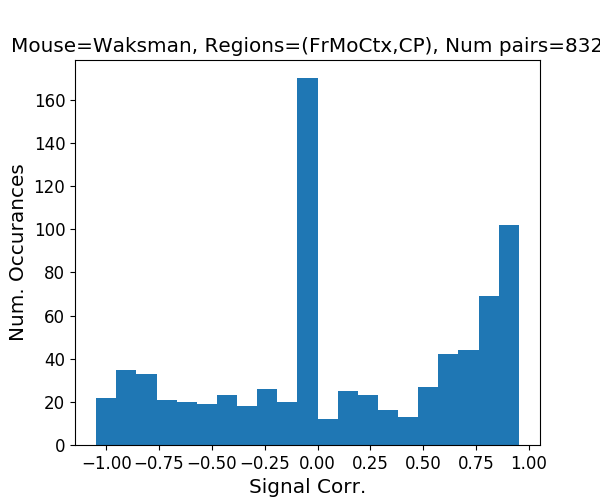 Mouse=Waksman, Regions=(FrMoCtx,CP), Num pairs=832
160
140
120
100
80
60
40
20
0
Num. Occurances
−1.00 −0.75 −0.50 −0.25 0.00 0.25 0.50 0.75 1.00
Signal Corr.